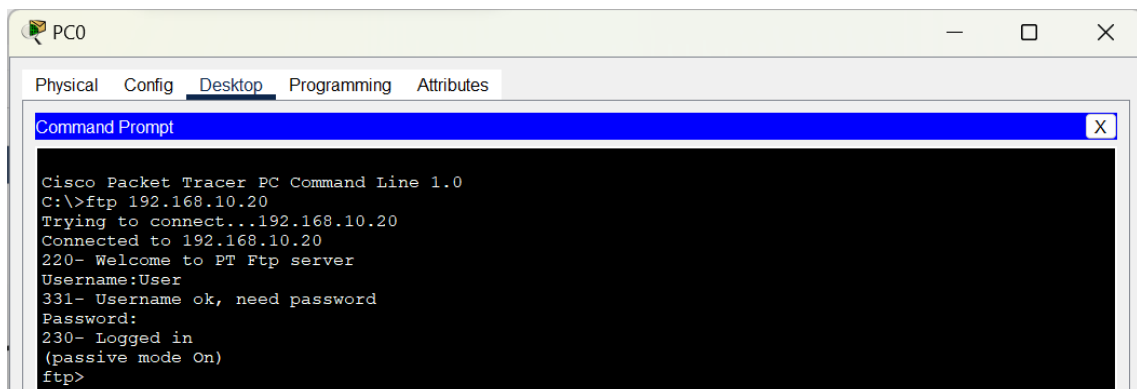 PC0
Physical Config Desktop Programming Attributes
Command Prompt
X
Cisco Packet Tracer PC Command Line 1.0
C:\>ftp 192.168.10.20
Trying to connect...192.168.10.20
Connected to 192.168.10.20
220- Welcome to PT Ftp server
Username:User
331- Username ok, need password
Password:
230- Logged in
(passive mode On)
ftp>